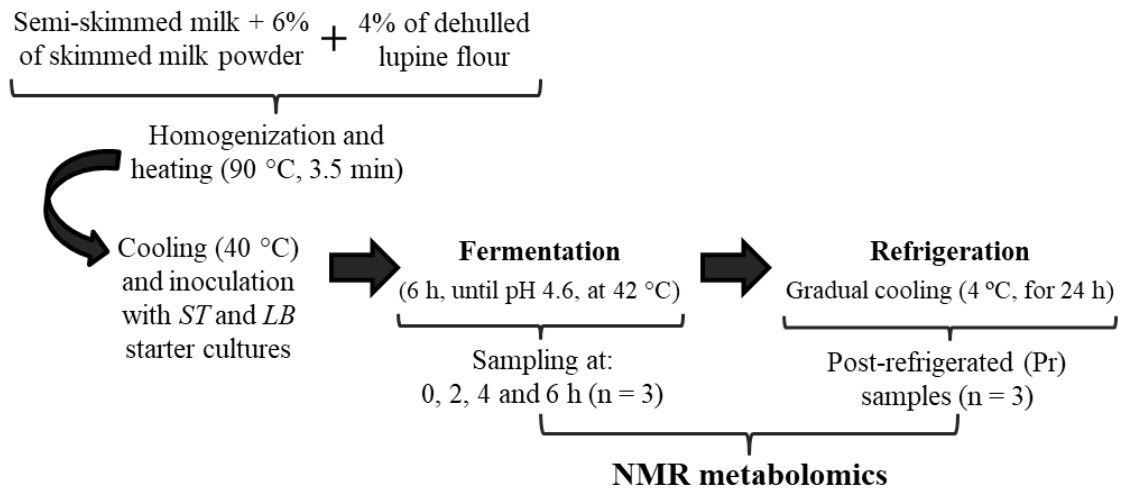 Semi-skimmed milk + 6%
of skimmed milk powder
+
4% of dehulled
lupine flour
Homogenization and
heating (90 °C, 3.5 min)
Cooling (40 °C)
and inoculation
with ST and LB
starter cultures
Fermentation
(6 h, until pH 4.6, at 42 °C)
Sampling at:
0, 2, 4 and 6 h (n = 3)
Refrigeration
Gradual cooling (4 ºC, for 24 h)
Post-refrigerated (Pr)
samples (n = 3)
NMR metabolomics